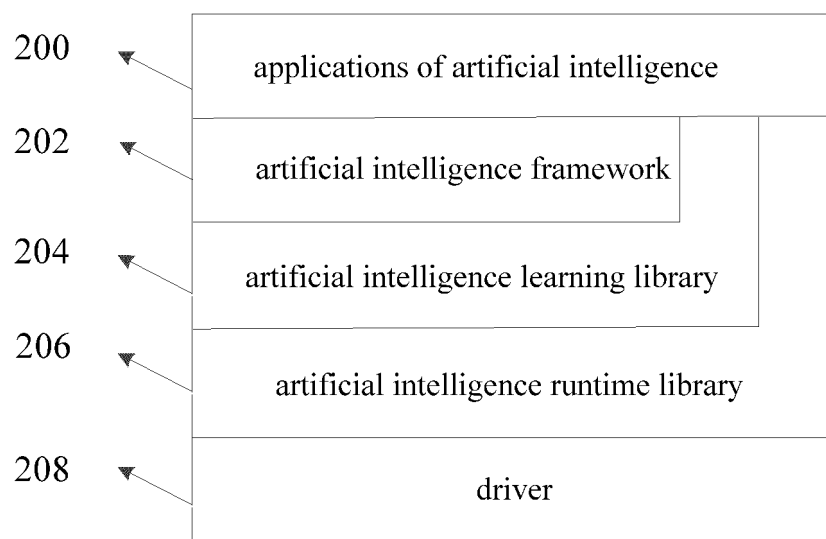 200
applications of artificial intelligence
202
artificial intelligence framework
204
artificial intelligence learning library
206
artificial intelligence runtime library
208
driver